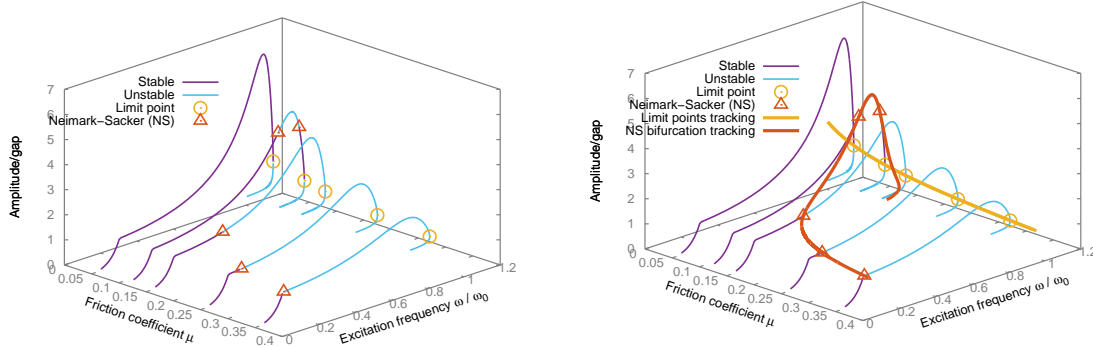 7
6
5
4
3
2
1
0
Amplitude/gap
Stable
Unstable
Limit point
Neimark−Sacker (NS)
0.05
0.1
0.15
0.2
0.25
0.3
0.35
0.4
Friction coefficient μ
0
0.2
0.4
0.6
0.8
1
1.2
Excitation frequency ω / ω0
7
6
5
4
3
2
1
0
Amplitude/gap
Stable
Unstable
Limit point
Neimark−Sacker (NS)
Limit points tracking
NS bifurcation tracking
0.05
0.1
0.15
0.2
0.25
0.3
0.35
0.4
Friction coefficient μ
0
0.2
0.4
0.6
0.8
1
1.2
Excitation frequency ω / ω0